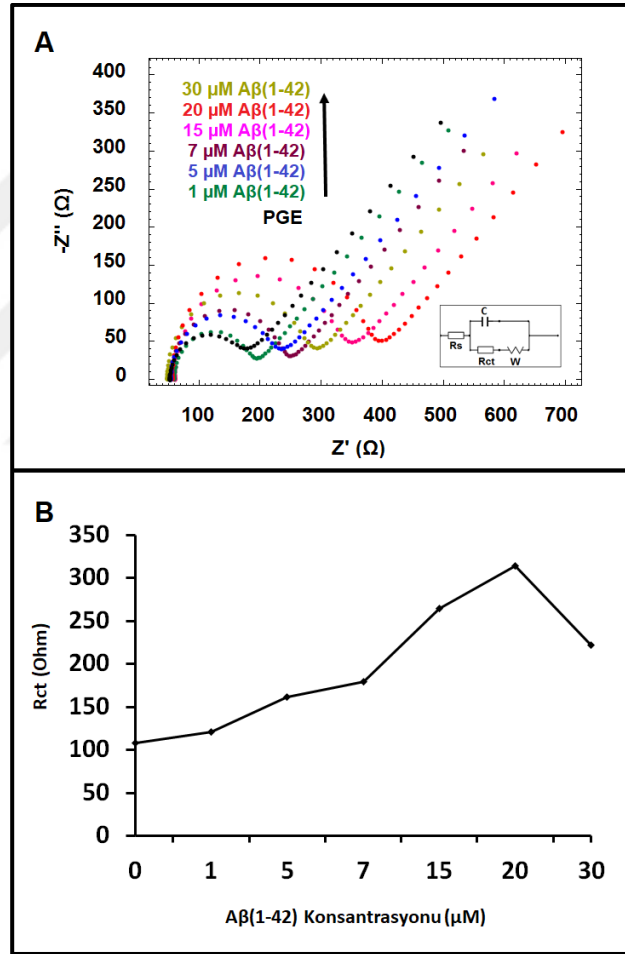 A
400
350
300
250
200
150
100
50
0
-Z'' (Ω)
30 µM Aβ(1-42)
20 µM Aβ(1-42)
15 µM Aβ(1-42)
7 µM Aβ(1-42)
5 µM Aβ(1-42)
1 µM Aβ(1-42)
PGE
C
Rs
Rct W
100 200 300 400 500 600 700
Z' (Ω)
B
350
300
250
200
150
100
50
0
Rct (Ohm)
0 1 5 7 15 20 30
Aβ(1-42) Konsantrasyonu (µM)